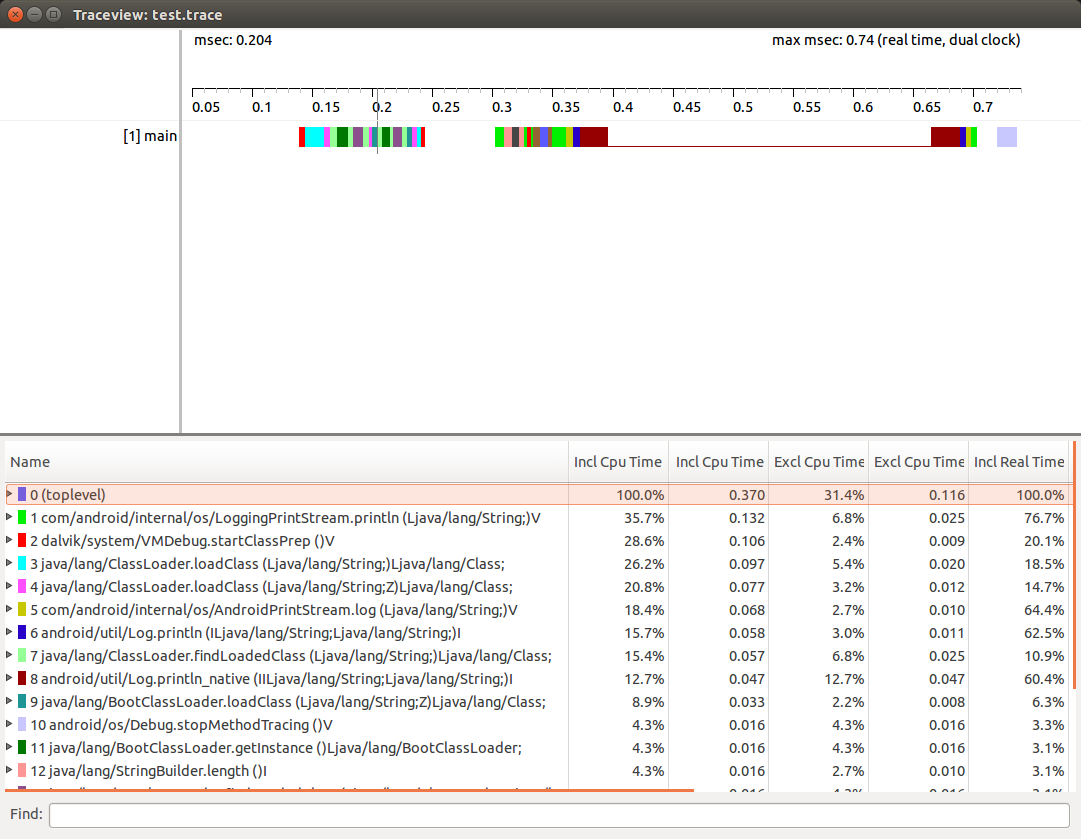 Traceview: test.trace
msec: 0.204 max msec: 0.74 (real time, dual clock)
0.05 0.1 0.15 0.2 0.25 0.3 0.35 0.4 0.45 0.5 0.55 0.6 0.65 0.7
[1] main
Name Incl Cpu Time Incl Cpu Time Excl Cpu Time Excl Cpu Time Incl Real Time
0 (toplevel) 100.0% 0.370 31.4% 0.116 100.0%
1 com/android/internal/os/LoggingPrintStream.println (Ljava/lang/String;)V 35.7% 0.132 6.8% 0.025 76.7%
2 dalvik/system/VMDebug.startClassPrep ()V 28.6% 0.106 2.4% 0.009 20.1%
3 java/lang/ClassLoader.loadClass (Ljava/lang/String;)Ljava/lang/Class; 26.2% 0.097 5.4% 0.020 18.5%
4 java/lang/ClassLoader.loadClass (Ljava/lang/String;Z)Ljava/lang/Class; 20.8% 0.077 3.2% 0.012 14.7%
5 com/android/internal/os/AndroidPrintStream.log (Ljava/lang/String;)V 18.4% 0.068 2.7% 0.010 64.4%
6 android/util/Log.println (ILjava/lang/String;Ljava/lang/String;)I 15.7% 0.058 3.0% 0.011 62.5%
7 java/lang/ClassLoader.findLoadedClass (Ljava/lang/String;)Ljava/lang/Class; 15.4% 0.057 6.8% 0.025 10.9%
8 android/util/Log.println_native (IILjava/lang/String;Ljava/lang/String;)I 12.7% 0.047 12.7% 0.047 60.4%
9 java/lang/BootClassLoader.loadClass (Ljava/lang/String;Z)Ljava/lang/Class; 8.9% 0.033 2.2% 0.008 6.3%
10 android/os/Debug.stopMethodTracing ()V 4.3% 0.016 4.3% 0.016 3.3%
11 java/lang/BootClassLoader.getInstance ()Ljava/lang/BootClassLoader; 4.3% 0.016 4.3% 0.016 3.1%
12 java/lang/StringBuilder.length ()I 4.3% 0.016 2.7% 0.010 3.1%
Find: